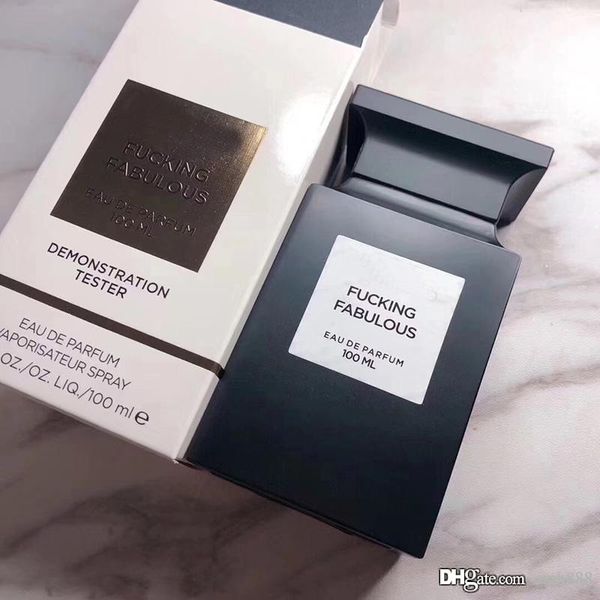 FUCKING
FABULOUS
EAU DE PARFUM
100 ML
DEMONSTRATION
TESTER
EAU DE PARFUM
VAPORISATEUR SPRAY
OZ./OZ. LIQ./100 ml e
FUCKING
FABULOUS
EAU DE PARFUM
100 ML
DHgate.com